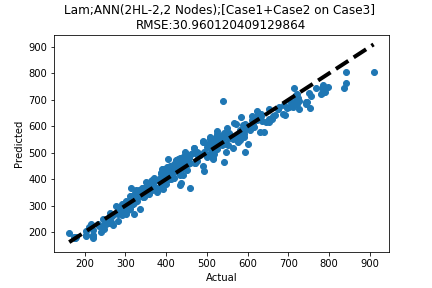 Lam;ANN(2HL-2,2 Nodes);[Case1+Case2 on Case3]
RMSE:30.960120409129864
900
800
700
600
500
400
300
200
Predicted
200 300 400 500 600 700 800 900
Actual